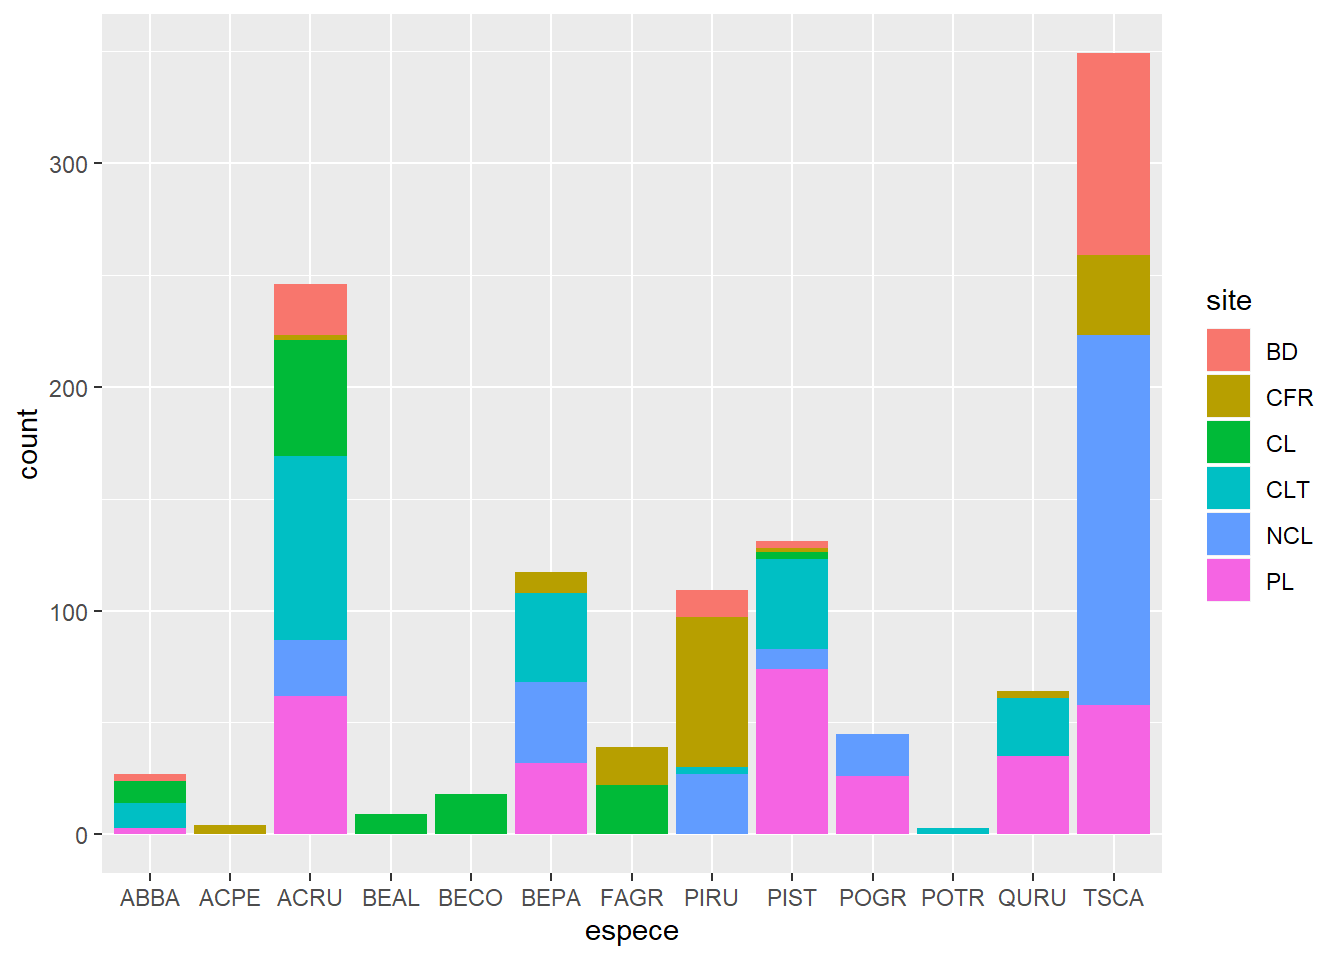 300
200
100
0
count
ABBA ACPE ACRU BEAL BECO BEPA FAGR PIRU PIST POGR POTR QURU TSCA
espece
site
BD
CFR
CL
CLT
NCL
PL